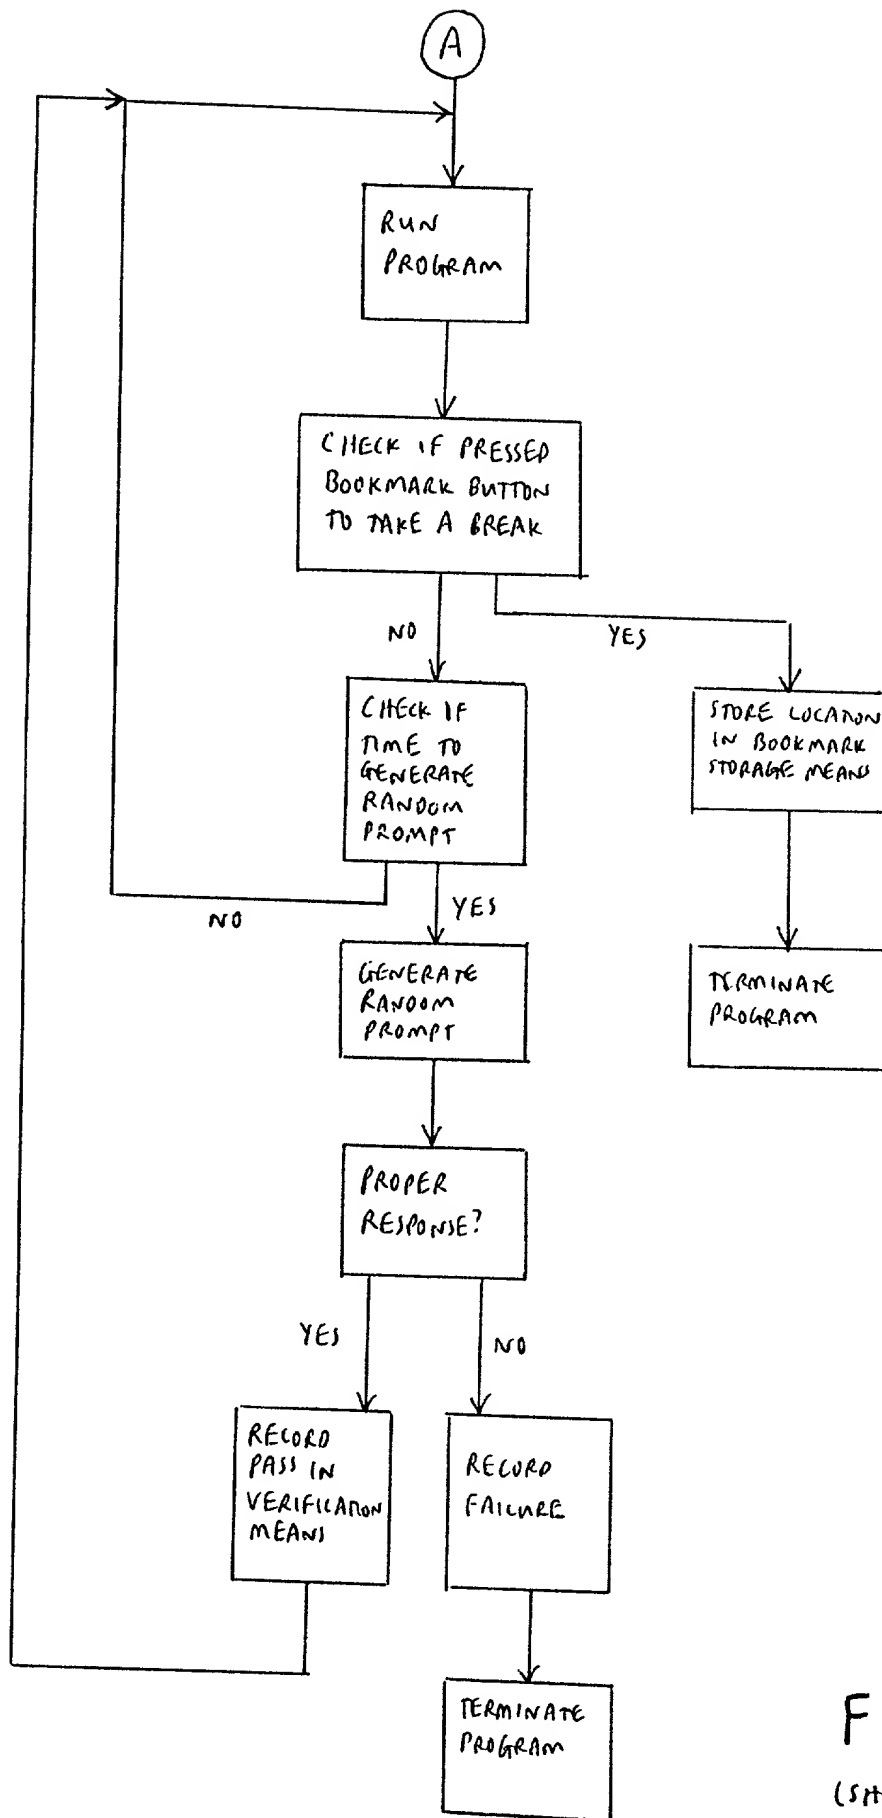 A
RUN
PROGRAM
CHECK IF PRESSED
BOOKMARK BUTTON
TO TAKE A BREAK
NO
YES
CHECK IF
TIME TO
GENERATE
RANDOM
PROMPT
STORE LOCATION
IN BOOKMARK
STORAGE MEANS
NO
YES
GENERATE
RANDOM
PROMPT
TERMINATE
PROGRAM
PROPER
RESPONSE?
YES
NO
RECORD
PASS IN
VERIFICATION
MEANS
RECORD
FAILURE
TERMINATE
PROGRAM
F
(SH